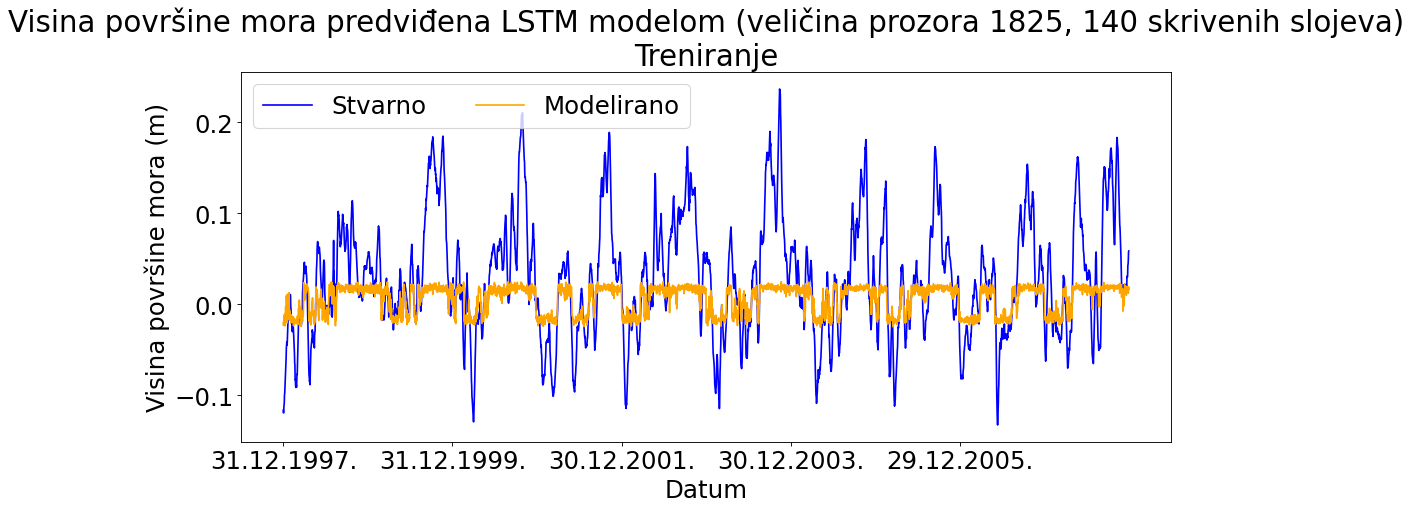 Visina površine mora predviđena LSTM modelom (veličina prozora 1825, 140 skrivenih slojeva)
Treniranje
Stvarno
Modelirano
Visina površine mora (m)
0.2
0.1
0.0
−0.1
31.12.1997.
31.12.1999.
30.12.2001.
30.12.2003.
29.12.2005.
Datum